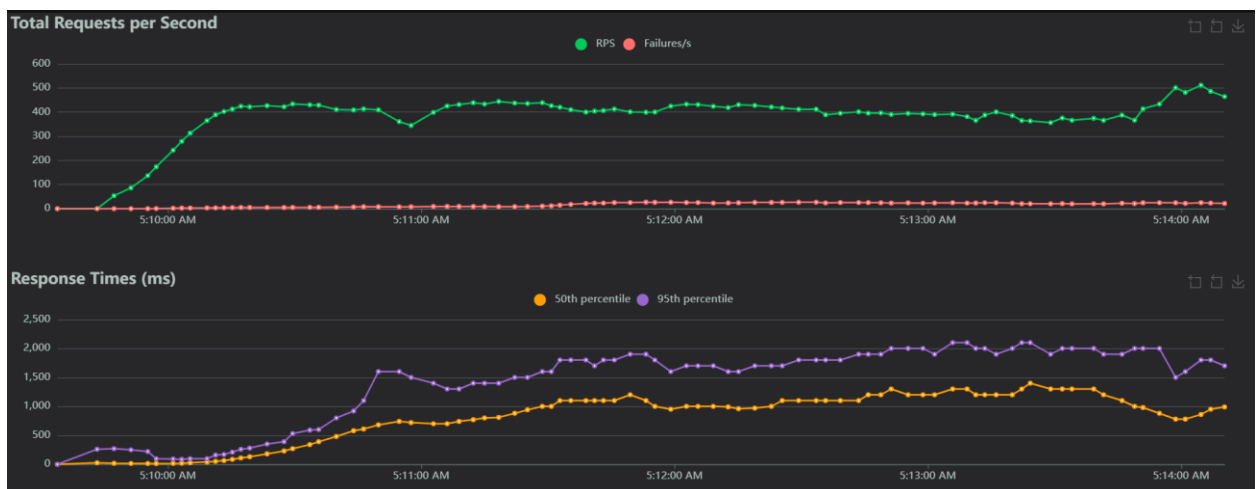 Total Requests per Second
RPS Failures/s
600
500
400
300
200
100
0
5:10:00 AM 5:11:00 AM 5:12:00 AM 5:13:00 AM 5:14:00 AM
Response Times (ms)
50th percentile 95th percentile
2,500
2,000
1,500
1,000
500
0
5:10:00 AM 5:11:00 AM 5:12:00 AM 5:13:00 AM 5:14:00 AM